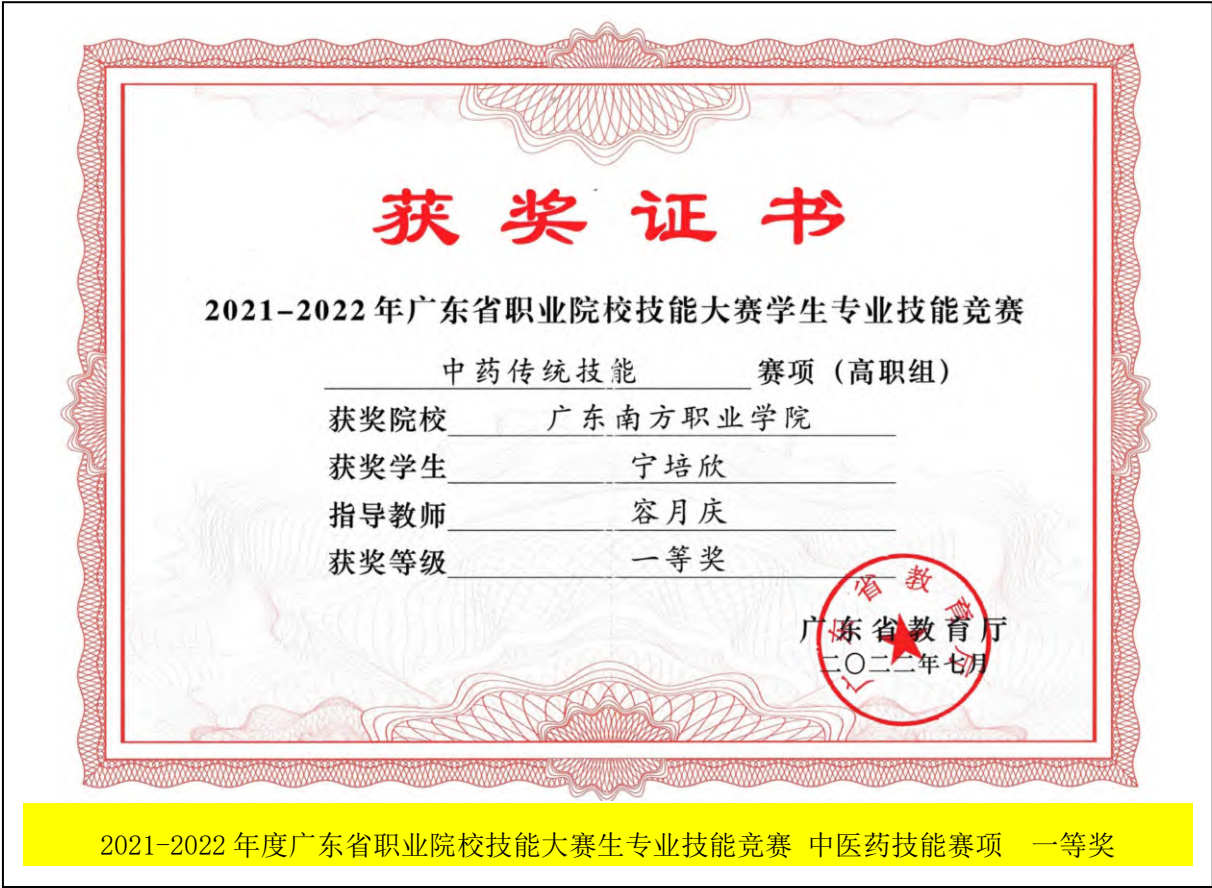 获奖证书
2021-2022年广东省职业院校技能大赛学生专业技能竞赛
中药传统技能 赛项（高职组）
获奖院校 广东南方职业学院
获奖学生 宁培欣
指导教师 容月庆
获奖等级 一等奖
广东省教育厅
广东省教育厅
二〇二二年七月
2021-2022年度广东省职业院校技能大赛生专业技能竞赛 中医药技能赛项 一等奖